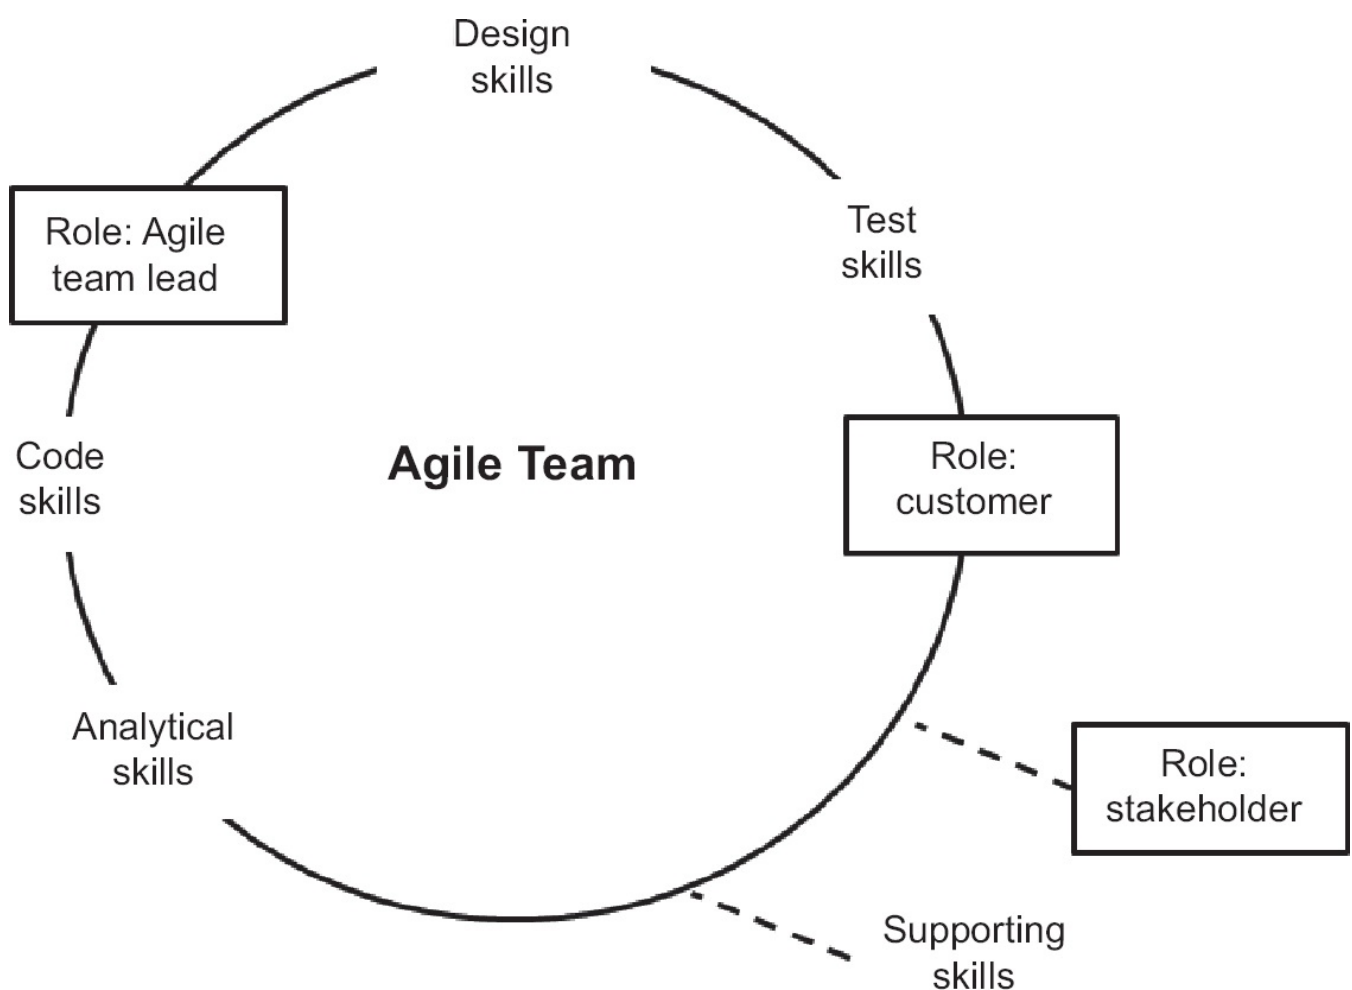 Design
skills
Test
skills
Role: Agile
team lead
Code
skills
Agile Team
Role:
customer
Analytical
skills
Role:
stakeholder
Supporting
skills